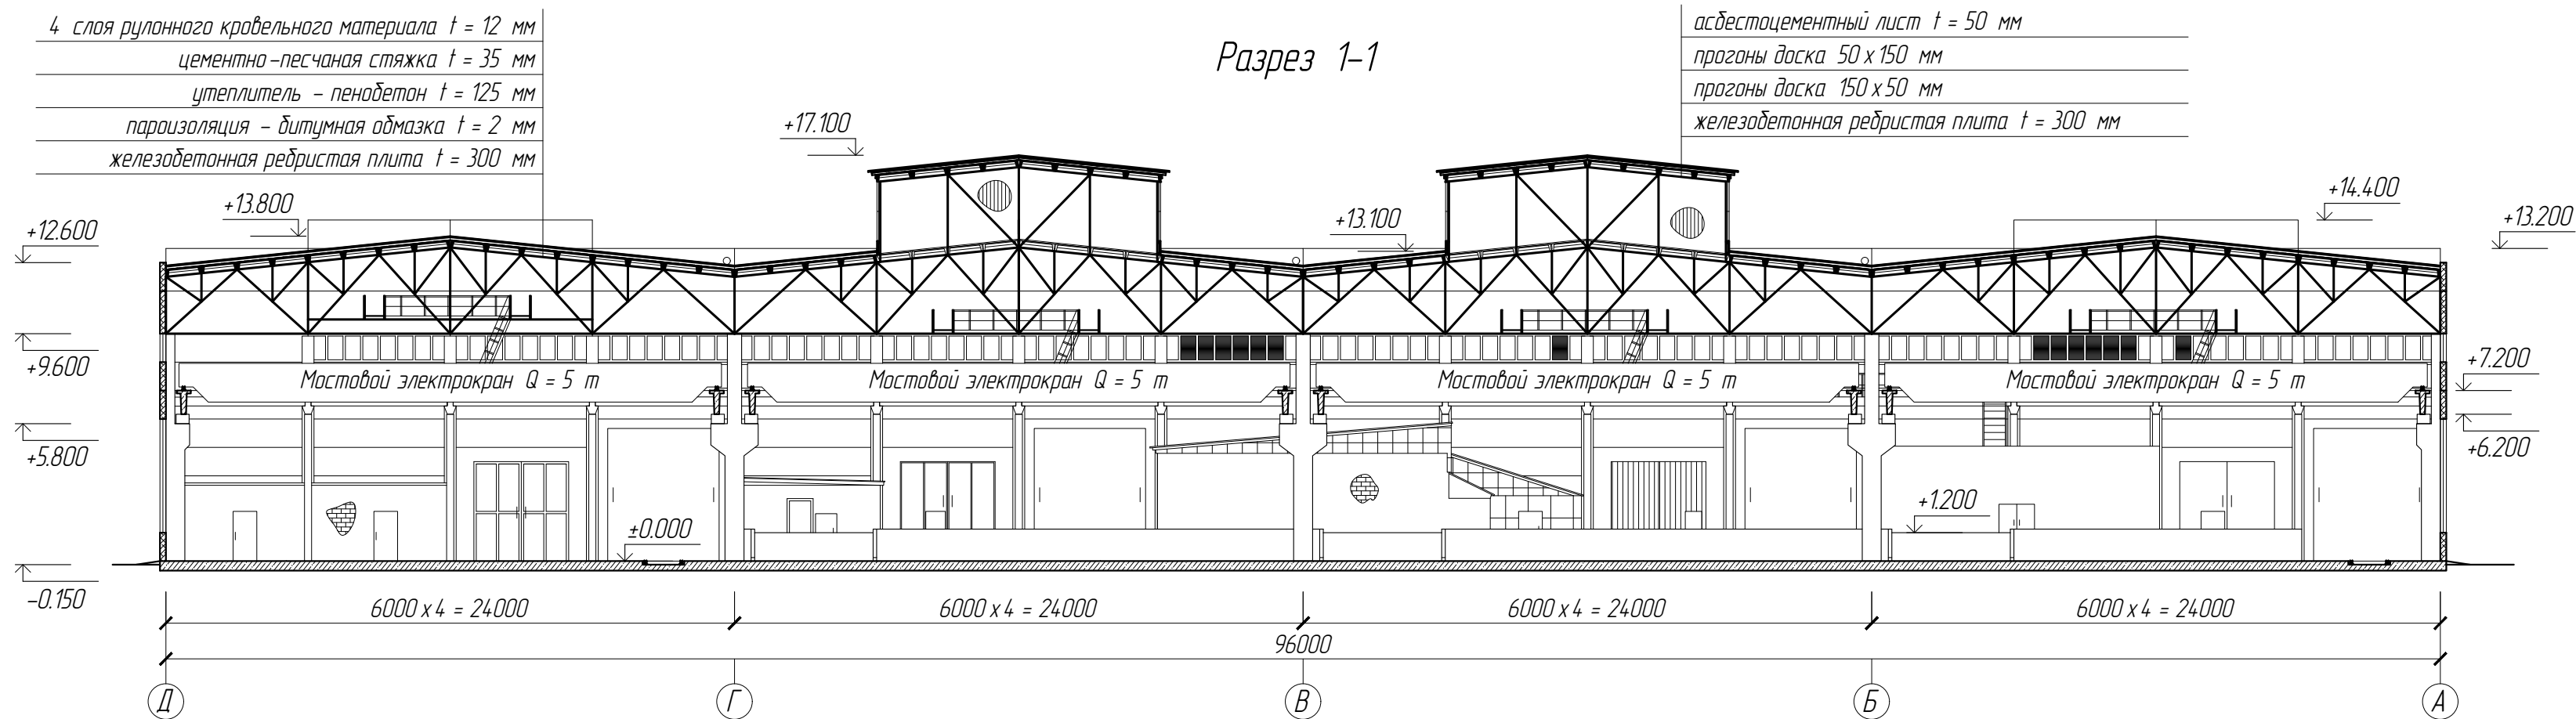 Разрез 1-1
4 слоя рулонного кровельного материала t = 12 мм
цементно-песчаная стяжка t = 35 мм
утеплитель - пенобетон t = 125 мм
пароизоляция - битумная обмазка t = 2 мм
железобетонная ребристая плита t = 300 мм
асбестоцементный лист t = 50 мм
прогоны доска 50 х 150 мм
прогоны доска 150 х 50 мм
железобетонная ребристая плита t = 300 мм
+17.100
+13.800
+13.100
+14.400
+12.600
+13.200
+9.600
+7.200
Мостовой электрокран Q = 5 т
Мостовой электрокран Q = 5 т
Мостовой электрокран Q = 5 т
Мостовой электрокран Q = 5 т
+5.800
+6.200
±0.000
+1.200
-0.150
6000 х 4 = 24000
6000 х 4 = 24000
6000 х 4 = 24000
6000 х 4 = 24000
96000
Д
Г
В
Б
А